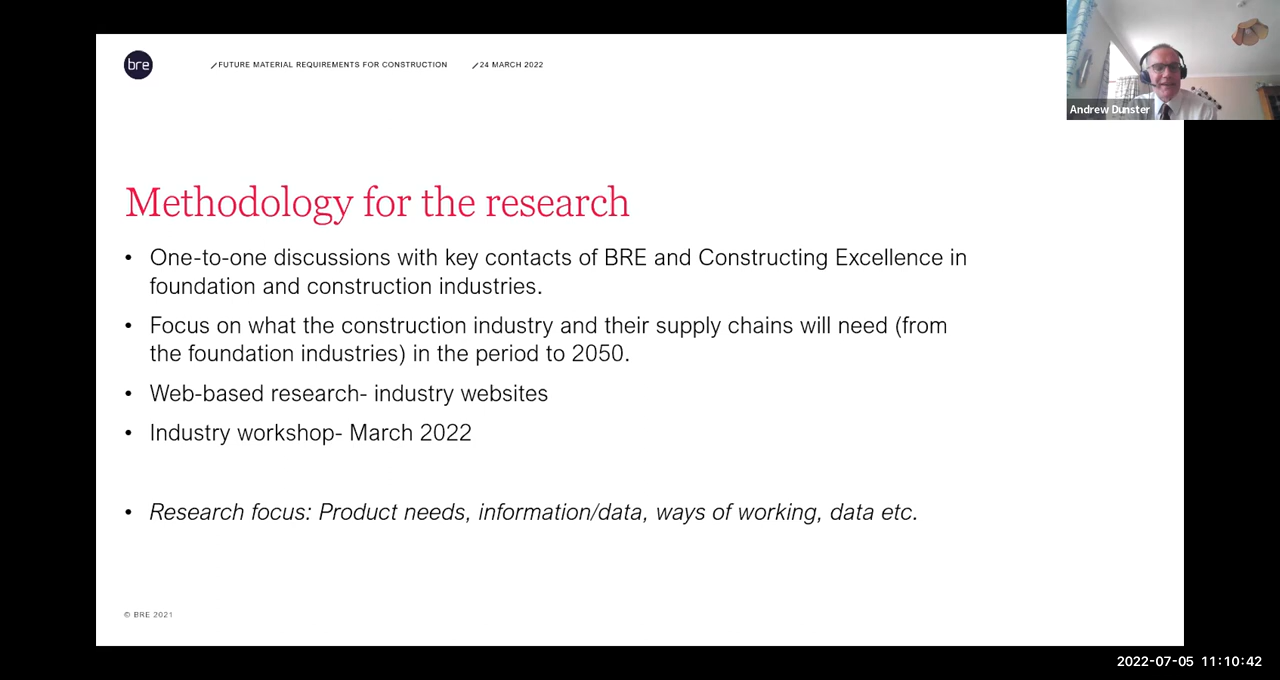 bre
FUTURE MATERIAL REQUIREMENTS FOR CONSTRUCTION
24 MARCH 2022
Andrew Dunster
Methodology for the research
• One-to-one discussions with key contacts of BRE and Constructing Excellence in
foundation and construction industries.
• Focus on what the construction industry and their supply chains will need (from
the foundation industries) in the period to 2050.
• Web-based research- industry websites
• Industry workshop- March 2022
• Research focus: Product needs, information/data, ways of working, data etc.
© BRE 2021
2022-07-05 11:10:42